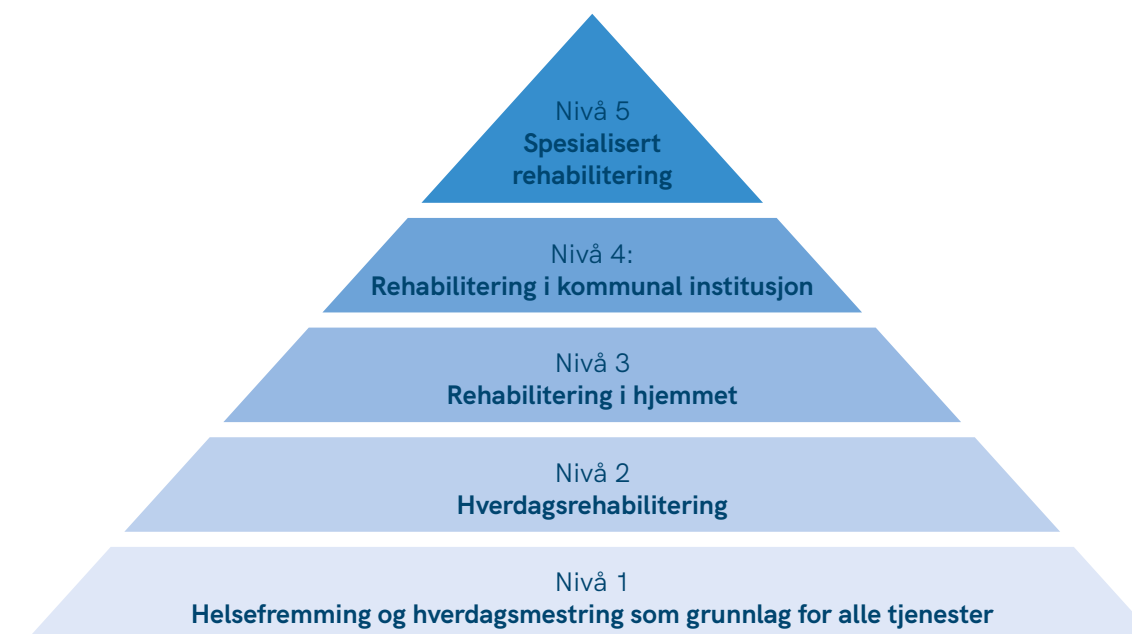 Nivå 5
Spesialisert
rehabilitering
Nivå 4:
Rehabilitering i kommunal institusjon
Nivå 3
Rehabilitering i hjemmet
Nivå 2
Hverdagsrehabilitering
Nivå 1
Helsefremming og hverdagsmestring som grunnlag for alle tjenester